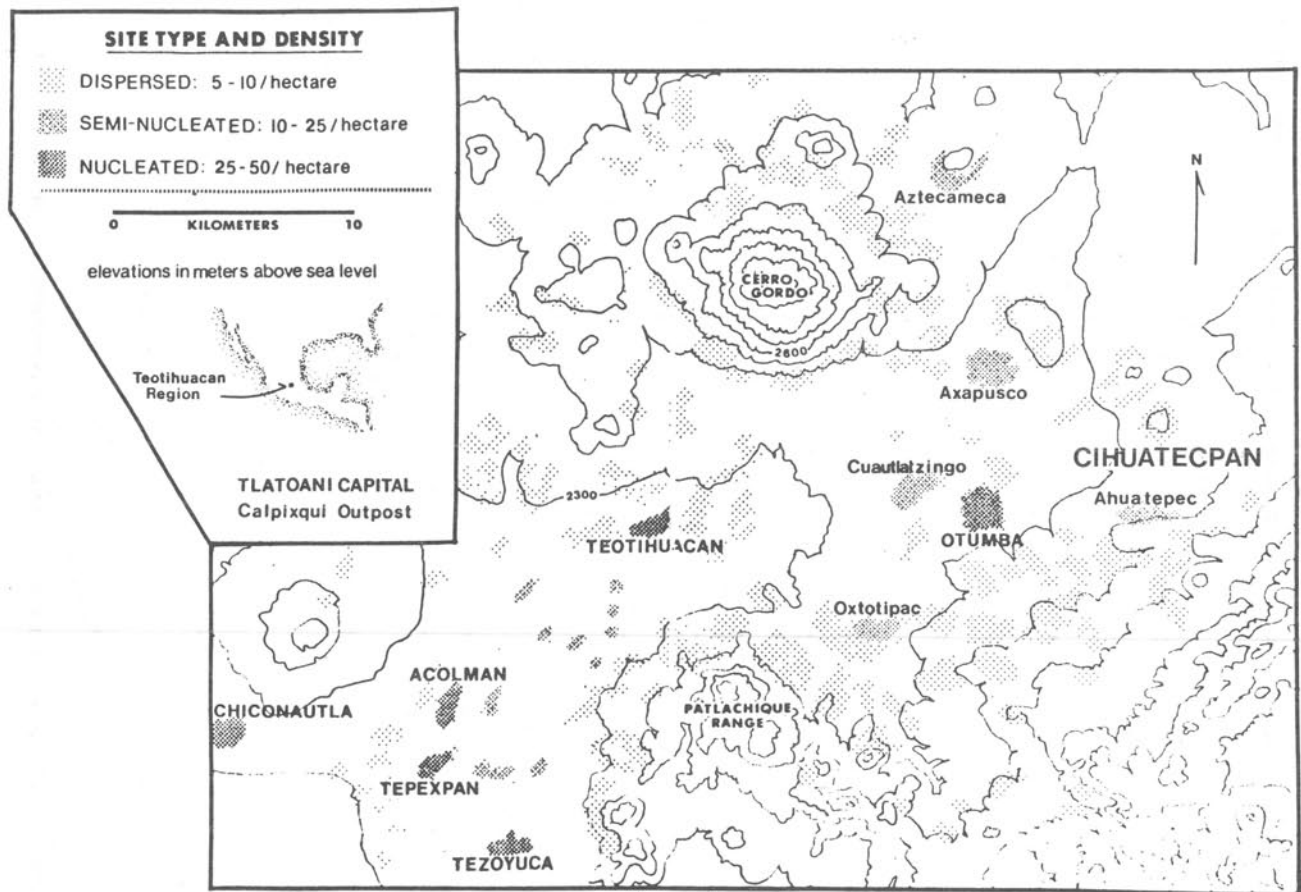 SITE TYPE AND DENSITY
DISPERSED: 5 - 10/hectare
SEMI-NUCLEATED: 10 - 25/hectare
NUCLEATED: 25-50/hectare
0 KILOMETERS 10
elevations in meters above sea level
Teotihuacan
Region
TLATOANI CAPITAL
Calpixqui Outpost
N
Aztecameca
CERRO
GORDO
2600
Axapusco
CIHUATECPAN
Cuautlatzingo
Ahuatepec
2300
TEOTIHUACAN
OTUMBA
Oxtotipac
ACOLMAN
CHICONAUTLA
PATLACHIQUE
RANGE
TEPEXPAN
TEZOYUCA